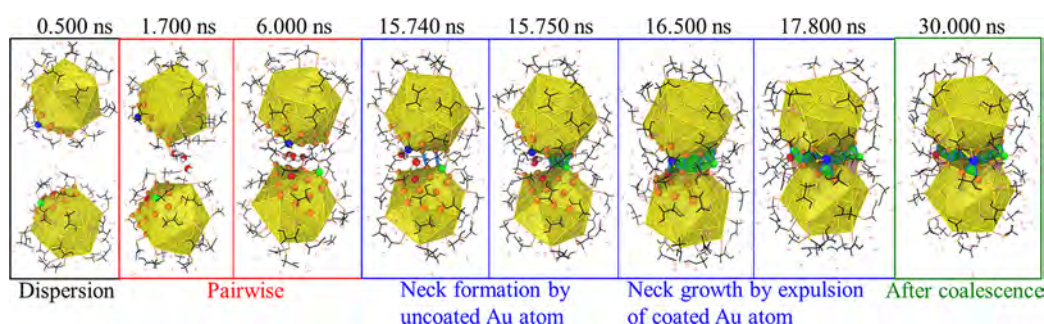 0.500 ns 1.700 ns 6.000 ns 15.740 ns 15.750 ns 16.500 ns 17.800 ns 30.000 ns
Dispersion Pairwise Neck formation by Neck growth by expulsion After coalescence
uncoated Au atom of coated Au atom